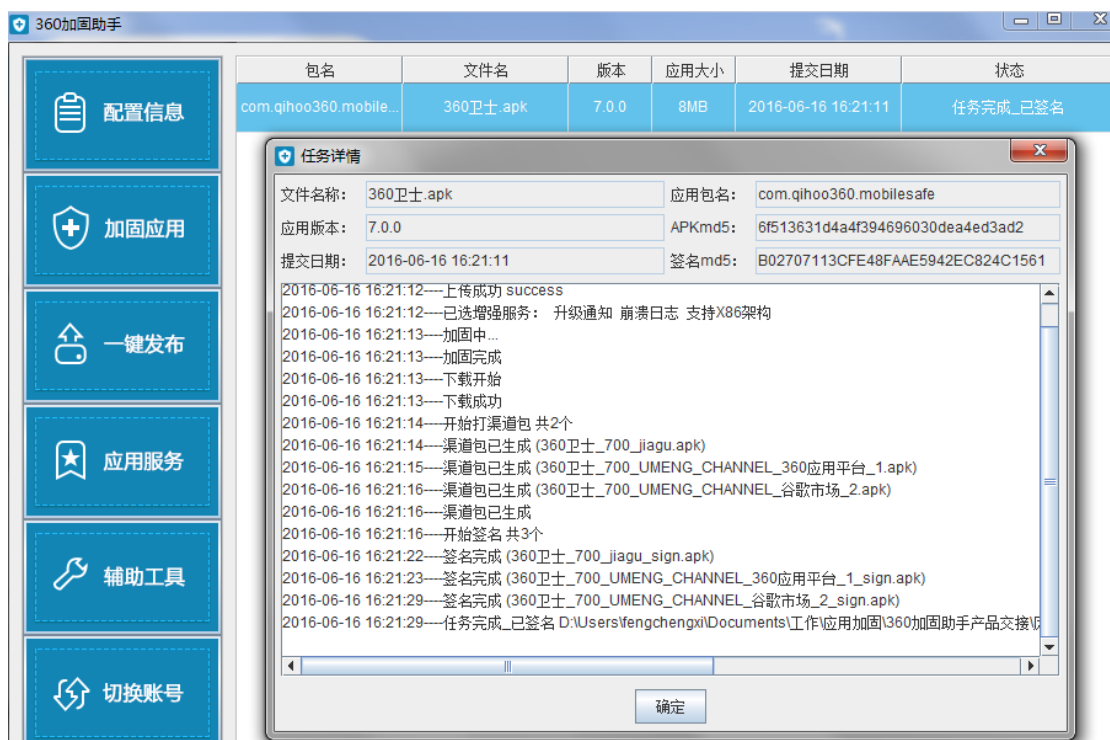 360加固助手
配置信息
加固应用
一键发布
应用服务
辅助工具
切换账号
包名 文件名 版本 应用大小 提交日期 状态
com.qihoo360.mobile... 360卫士.apk 7.0.0 8MB 2016-06-16 16:21:11 任务完成_已签名
任务详情
文件名称: 360卫士.apk 应用包名: com.qihoo360.mobilesafe
应用版本: 7.0.0 APKmd5: 6f513631d4a4f394696030dea4ed3ad2
提交日期: 2016-06-16 16:21:11 签名md5: B02707113CFE48FAAE5942EC824C1561
2016-06-16 16:21:12----上传成功 success
2016-06-16 16:21:12----已选增强服务: 升级通知 崩溃日志 支持X86架构
2016-06-16 16:21:13----加固中...
2016-06-16 16:21:13----加固完成
2016-06-16 16:21:13----下载开始
2016-06-16 16:21:13----下载成功
2016-06-16 16:21:14----开始打渠道包 共2个
2016-06-16 16:21:14----渠道包已生成 (360卫士_700_jiagu.apk)
2016-06-16 16:21:15----渠道包已生成 (360卫士_700_UMENG_CHANNEL_360应用平台_1.apk)
2016-06-16 16:21:16----渠道包已生成 (360卫士_700_UMENG_CHANNEL_谷歌市场_2.apk)
2016-06-16 16:21:16----渠道包已生成
2016-06-16 16:21:16----开始签名 共3个
2016-06-16 16:21:22----签名完成 (360卫士_700_jiagu_sign.apk)
2016-06-16 16:21:23----签名完成 (360卫士_700_UMENG_CHANNEL_360应用平台_1_sign.apk)
2016-06-16 16:21:29----签名完成 (360卫士_700_UMENG_CHANNEL_谷歌市场_2_sign.apk)
2016-06-16 16:21:29----任务完成_已签名 D:\Users\fengchengxi\Documents\工作\应用加固\360加固助手产品交接\
确定